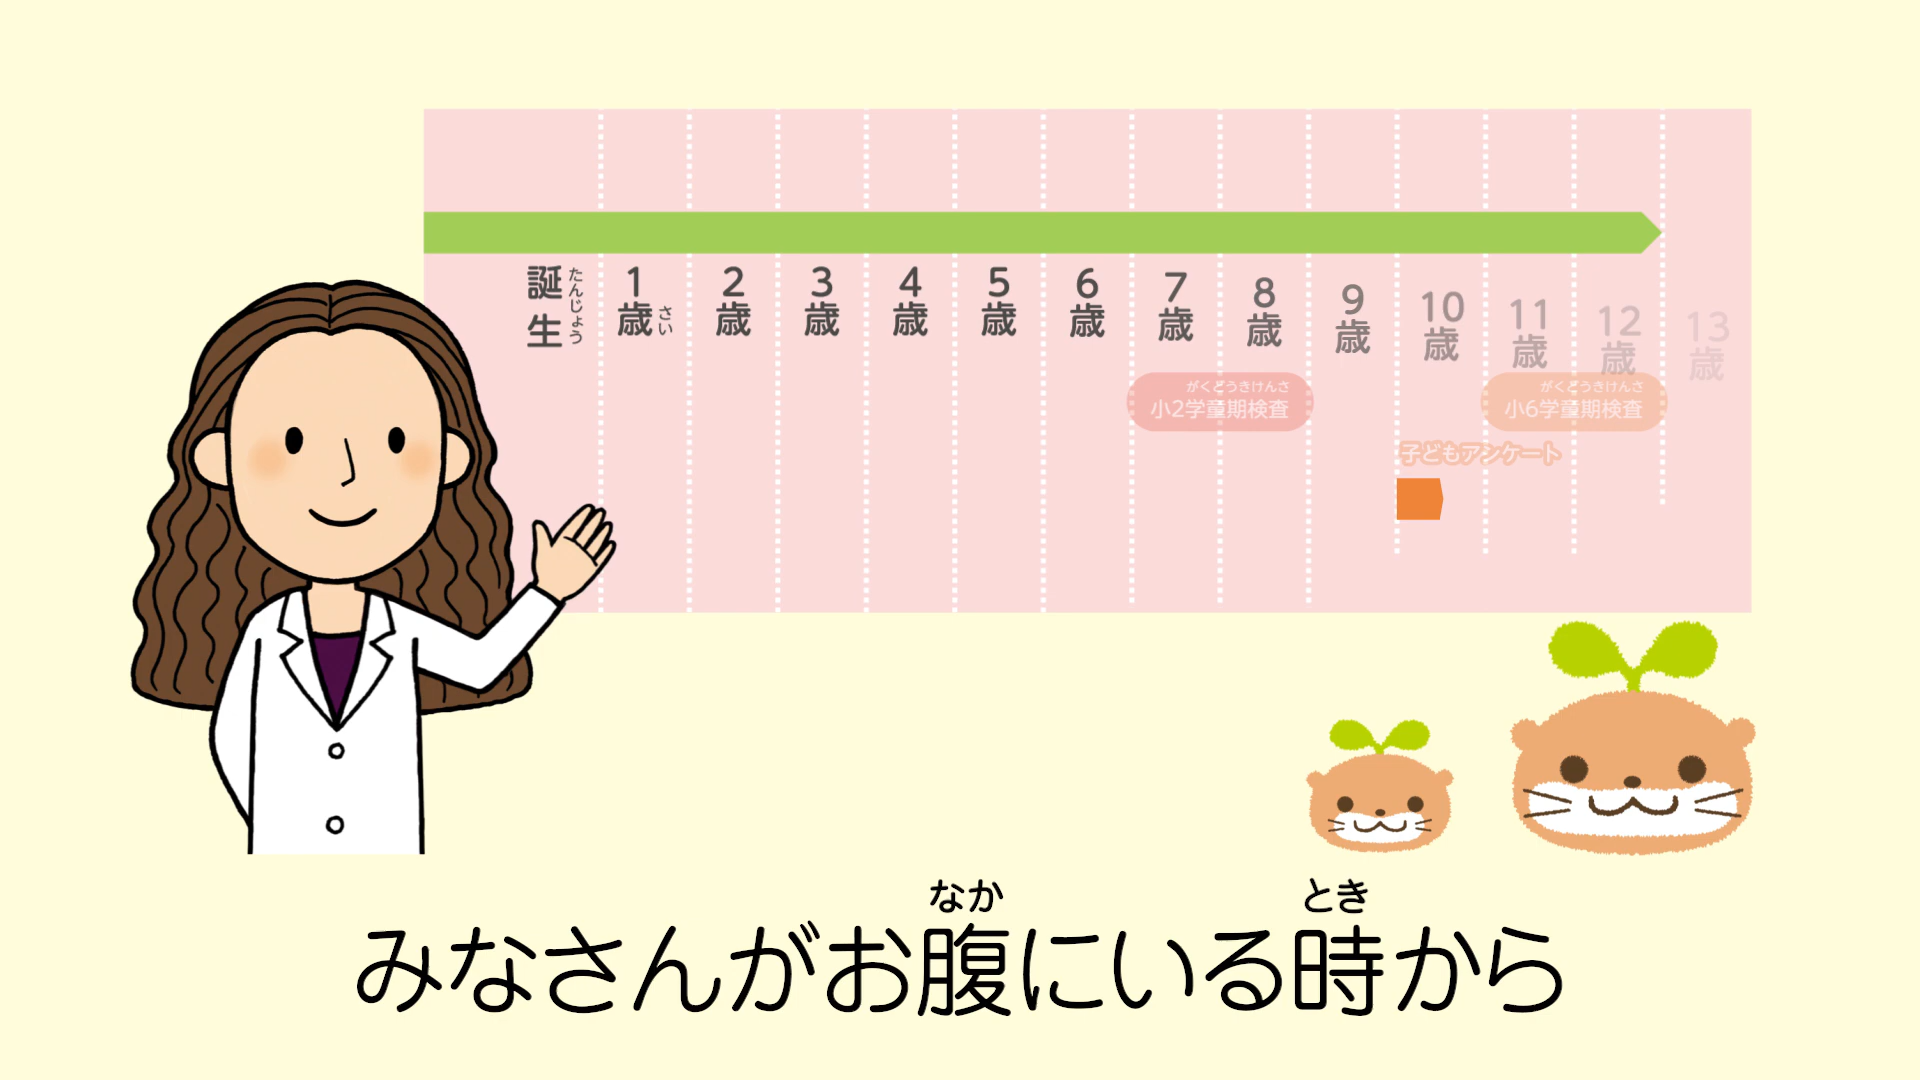 誕生
たんじょう
1歳
さい
2歳
3歳
4歳
5歳
6歳
7歳
8歳
9歳
10歳
11歳
12歳
13歳
がくどうきけんさ
小2学童期検査
がくどうきけんさ
小6学童期検査
子どもアンケート
なか とき
みなさんがお腹にいる時から